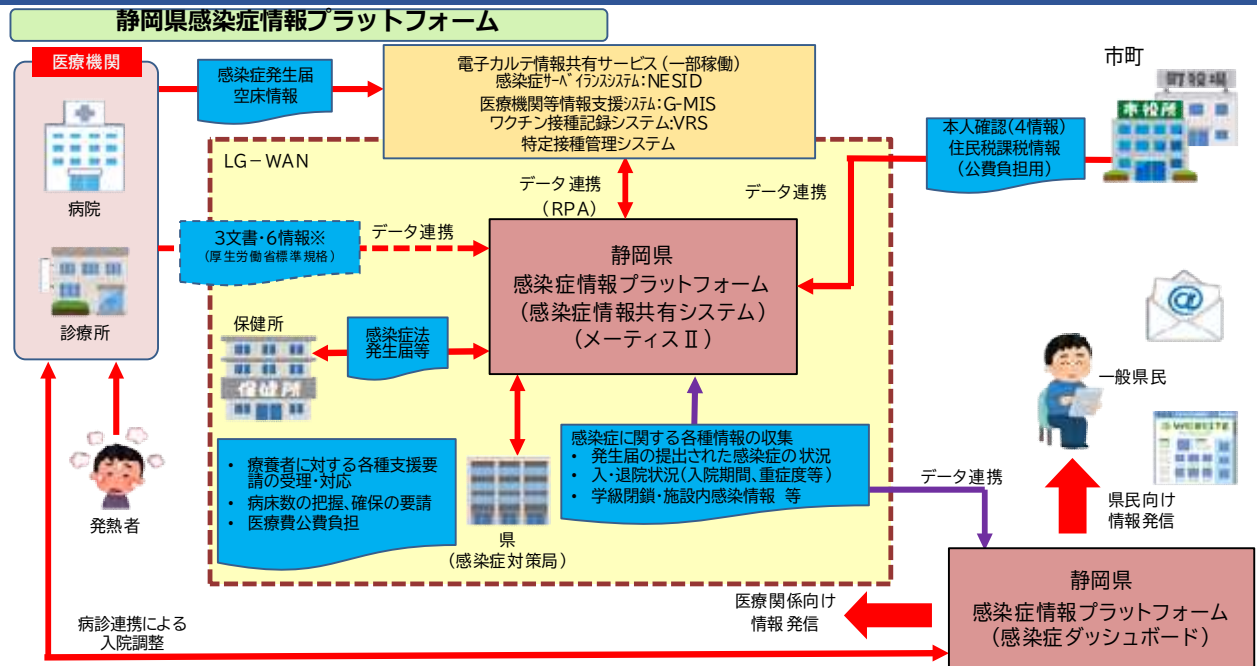 静岡県感染症情報プラットフォーム
医療機関
病院
診療所
発熱者
感染症発生届
空床情報
電子カルテ情報共有サービス(一部稼働)
感染症サーベイランスシステム:NESID
医療機関等情報支援システム:G-MIS
ワクチン接種記録システム:VRS
特定接種管理システム
市町
町役場
市役所
本人確認(4情報)
住民税課税情報
(公費負担用)
LG-WAN
データ連携
(RPA)
データ連携
3文書・6情報※
(厚生労働省標準規格)
データ連携
静岡県
感染症情報プラットフォーム
(感染症情報共有システム)
(メーティスⅡ)
保健所
保健所
感染症法
発生届等
・ 療養者に対する各種支援要
請の受理・対応
・ 病床数の把握、確保の要請
・ 医療費公費負担
県
(感染症対策局)
感染症に関する各種情報の収集
・ 発生届の提出された感染症の状況
・ 入・退院状況(入院期間、重症度等)
・ 学級閉鎖・施設内感染情報 等
データ連携
一般県民
WEBSITE
県民向け
情報発信
医療関係向け
情報発信
静岡県
感染症情報プラットフォーム
(感染症ダッシュボード)
病診連携による
入院調整